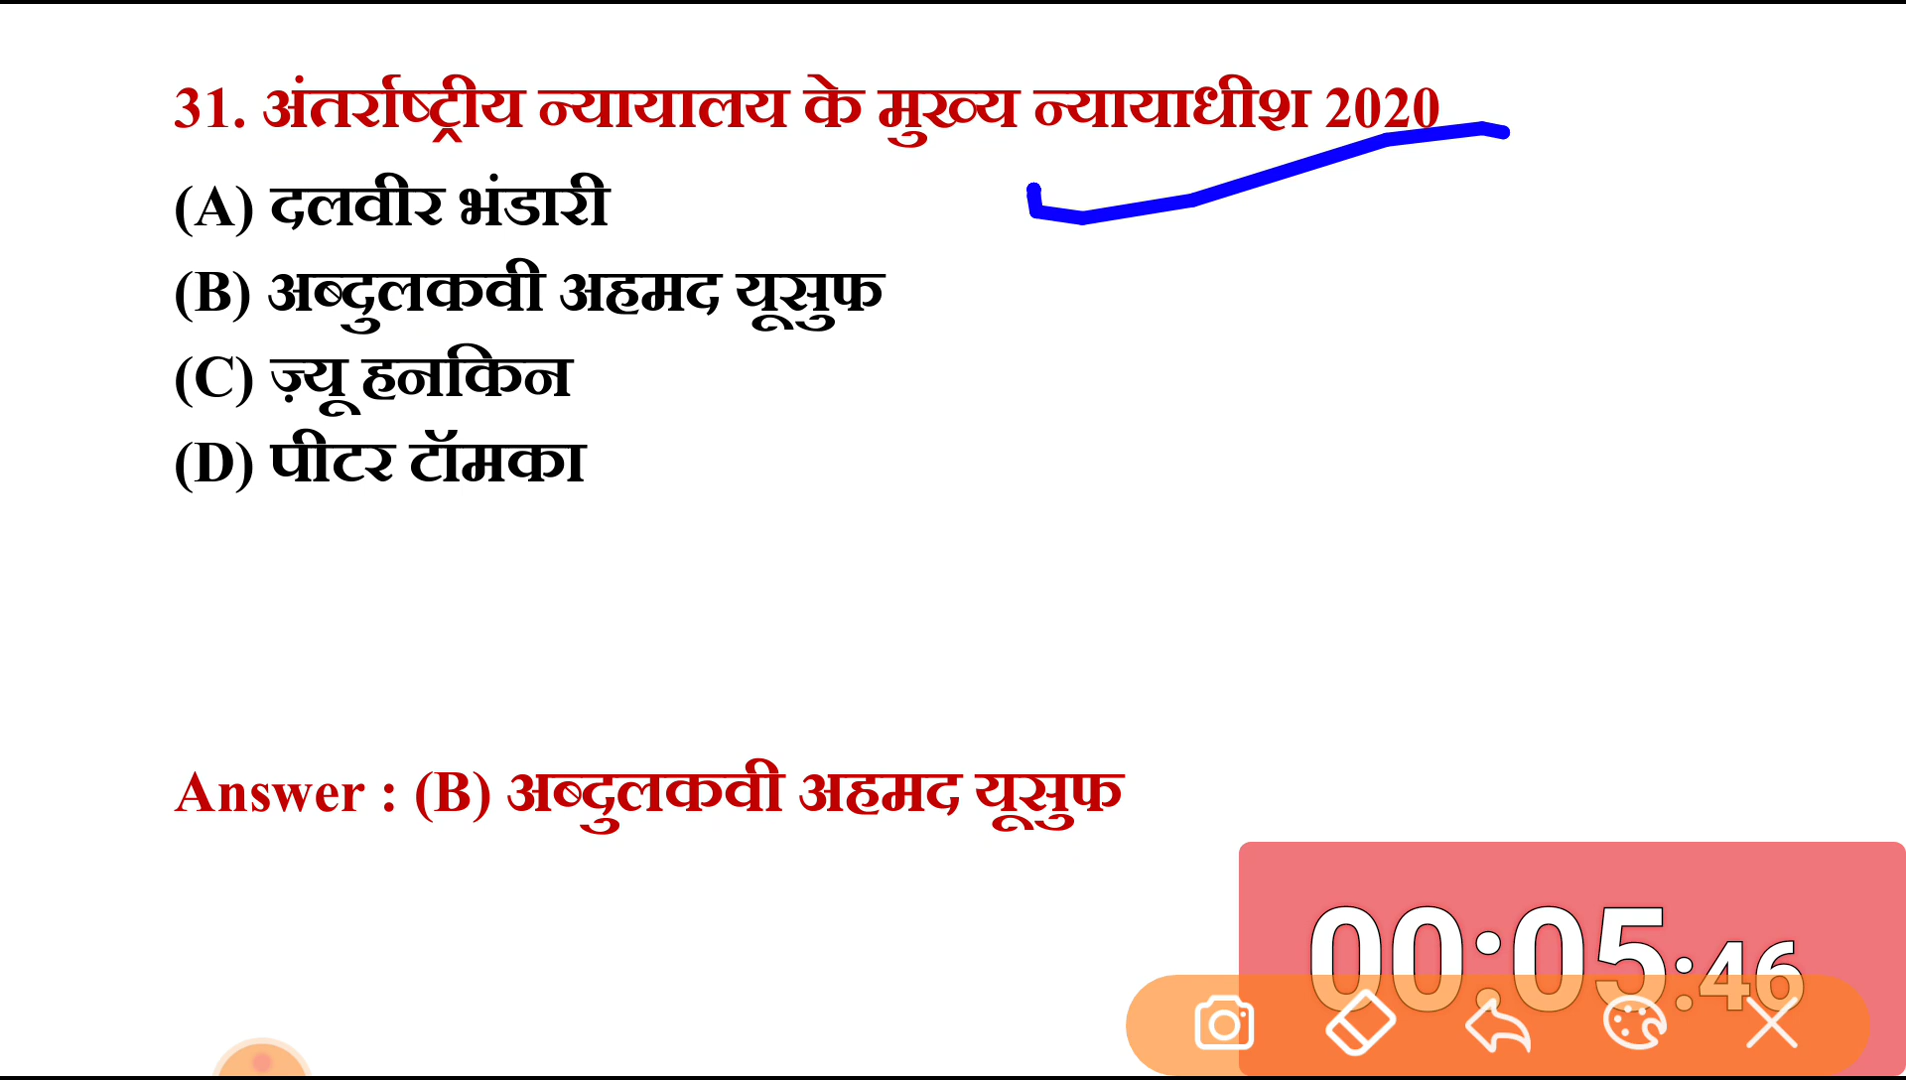 31. अंतर्राष्ट्रीय न्यायालय के मुख्य न्यायाधीश 2020
(A) दलवीर भंडारी
(B) अब्दुलकवी अहमद यूसुफ
(C) ज़्यू हनकिन
(D) पीटर टॉमका
Answer : (B) अब्दुलकवी अहमद यूसुफ
00:05:46